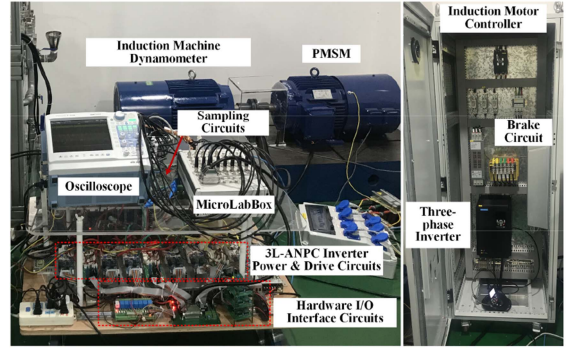 Induction Machine
Dynamometer
PMSM
Sampling
Circuits
Oscilloscope
MicroLabBox
3L-ANPC Inverter
Power & Drive Circuits
Hardware I/O
Interface Circuits
Induction Motor
Controller
Brake
Circuit
Three-
phase
Inverter